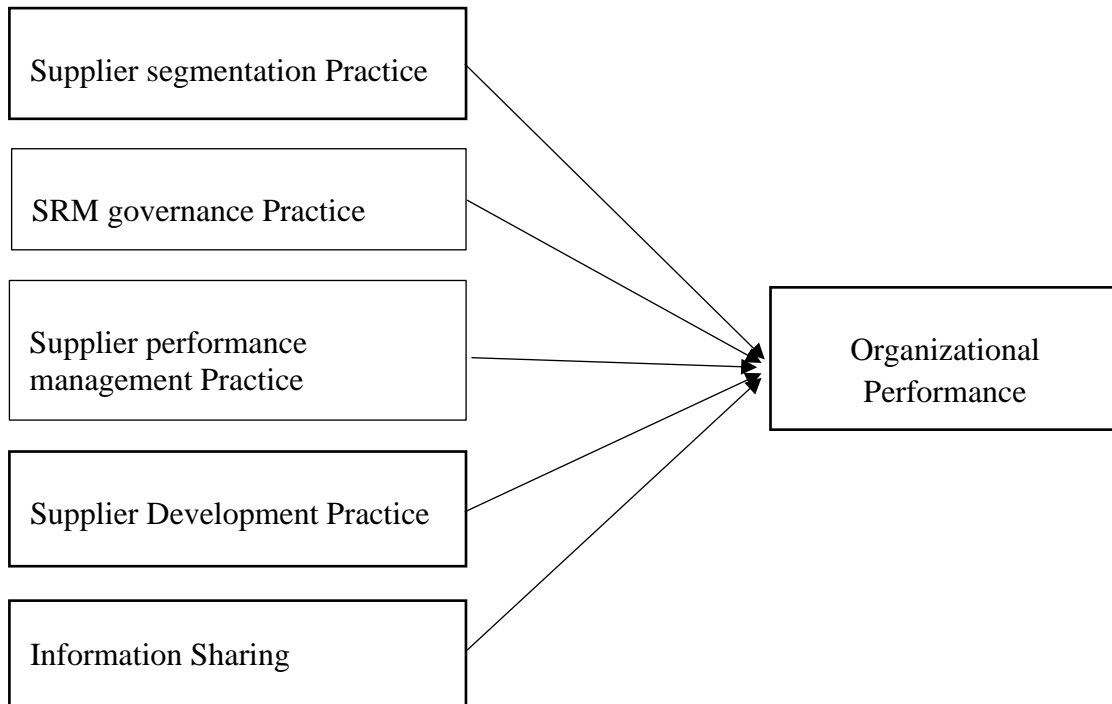 Supplier segmentation Practice
SRM governance Practice
Supplier performance
management Practice
Organizational
Performance
Supplier Development Practice
Information Sharing